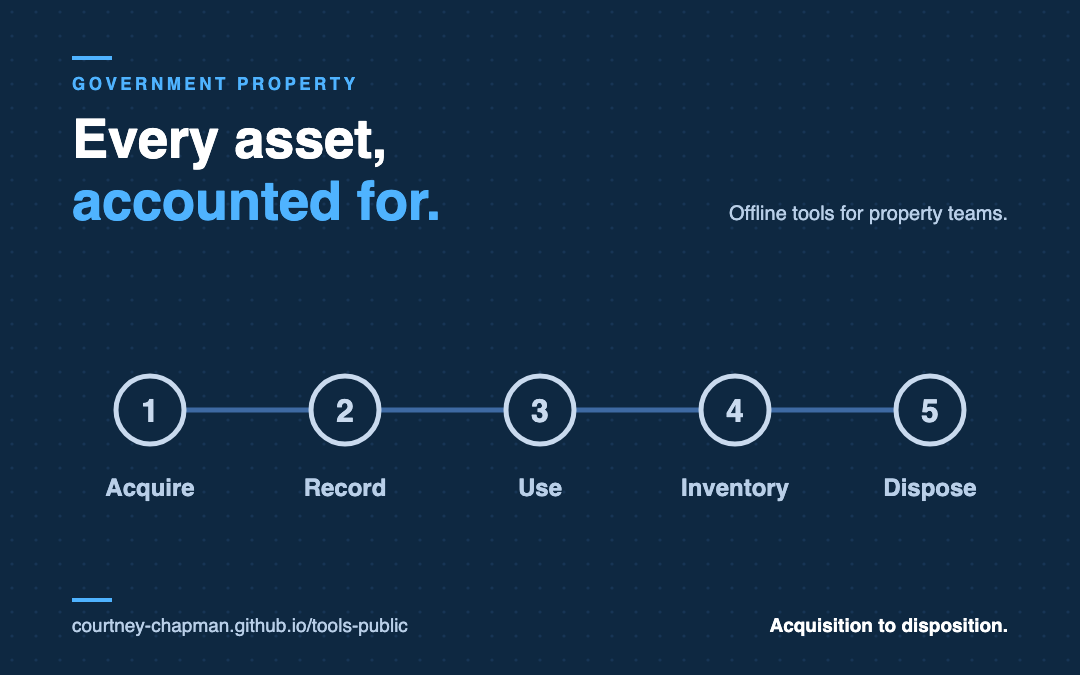 GOVERNMENT PROPERTY
Every asset,
accounted for.
Offline tools for property teams.
1 2 3 4 5
Acquire Record Use Inventory Dispose
courtney-chapman.github.io/tools-public
Acquisition to disposition.